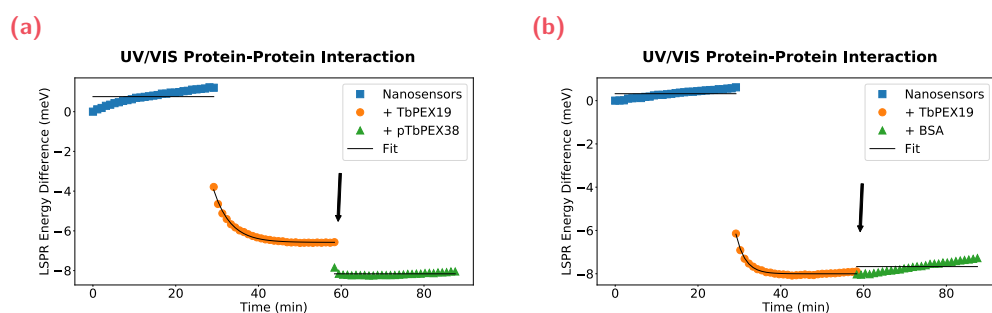 (a)
UV/VIS Protein-Protein Interaction
LSPR Energy Difference (meV)
0
−2
−4
−6
−8
Nanosensors
+ TbPEX19
+ pTbPEX38
Fit
0 20 40 60 80
Time (min)
(b)
UV/VIS Protein-Protein Interaction
LSPR Energy Difference (meV)
0
−2
−4
−6
−8
Nanosensors
+ TbPEX19
+ BSA
Fit
0 20 40 60 80
Time (min)